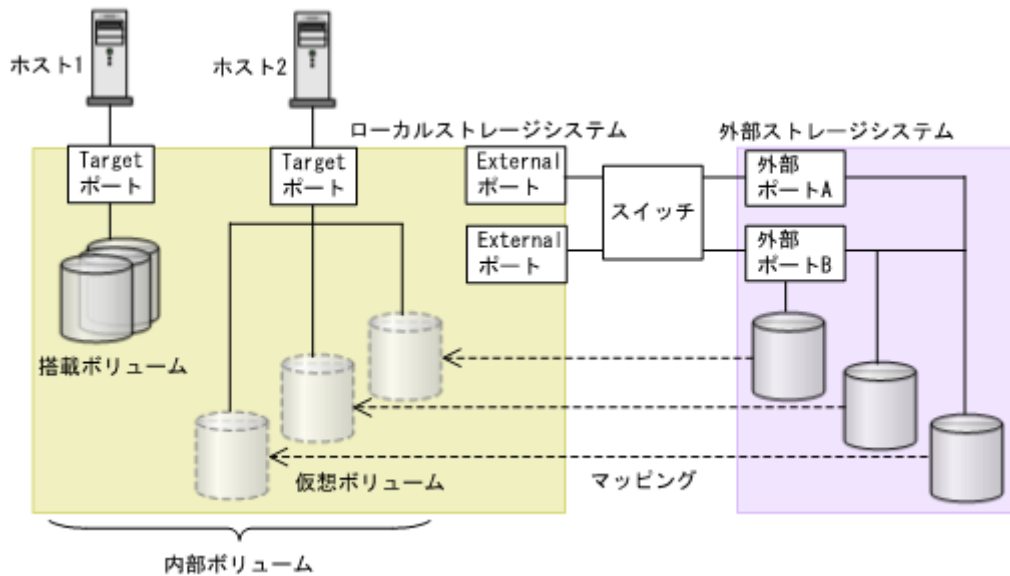 ホスト1
ホスト2
ローカルストレージシステム
外部ストレージシステム
Target
ポート
Target
ポート
External
ポート
スイッチ
外部
ポートA
External
ポート
外部
ポートB
搭載ボリューム
仮想ボリューム
マッピング
内部ボリューム